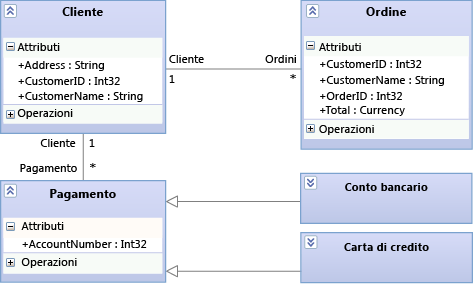 Cliente
Attributi
+Address : String
+CustomerID : Int32
+CustomerName : String
Operazioni
Cliente
Ordini
1
*
Ordine
Attributi
+CustomerID : Int32
+CustomerName : String
+OrderID : Int32
+Total : Currency
Operazioni
Cliente
1
Pagamento
*
Pagamento
Attributi
+AccountNumber : Int32
Operazioni
Conto bancario
Carta di credito